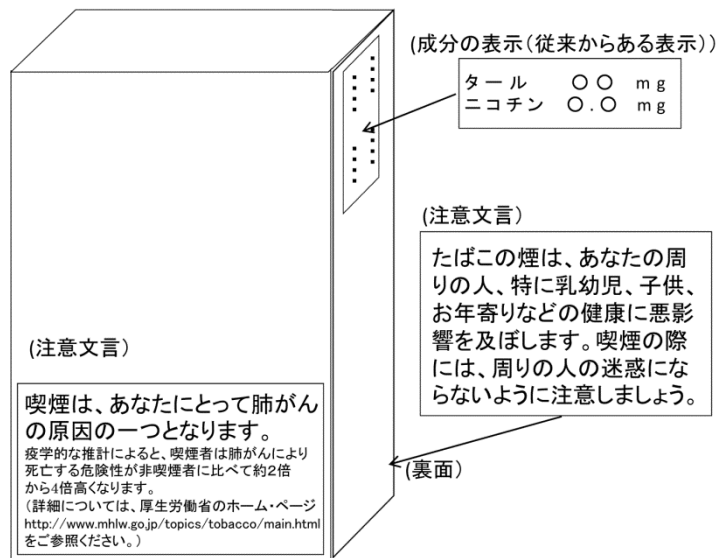 (成分の表示(従来からある表示))
タール ○○ mg
ニコチン ○.○ mg
(注意文言)
たばこの煙は、あなたの周
りの人、特に乳幼児、子供、
お年寄りなどの健康に悪影
響を及ぼします。喫煙の際
には、周りの人の迷惑にな
らないように注意しましょう。
(裏面)
(注意文言)
喫煙は、あなたにとって肺がん
の原因の一つとなります。
疫学的な推計によると、喫煙者は肺がんにより
死亡する危険性が非喫煙者に比べて約2倍
から4倍高くなります。
(詳細については、厚生労働省のホーム・ページ
http://www.mhlw.go.jp/topics/tobacco/main.html
をご参照ください。)